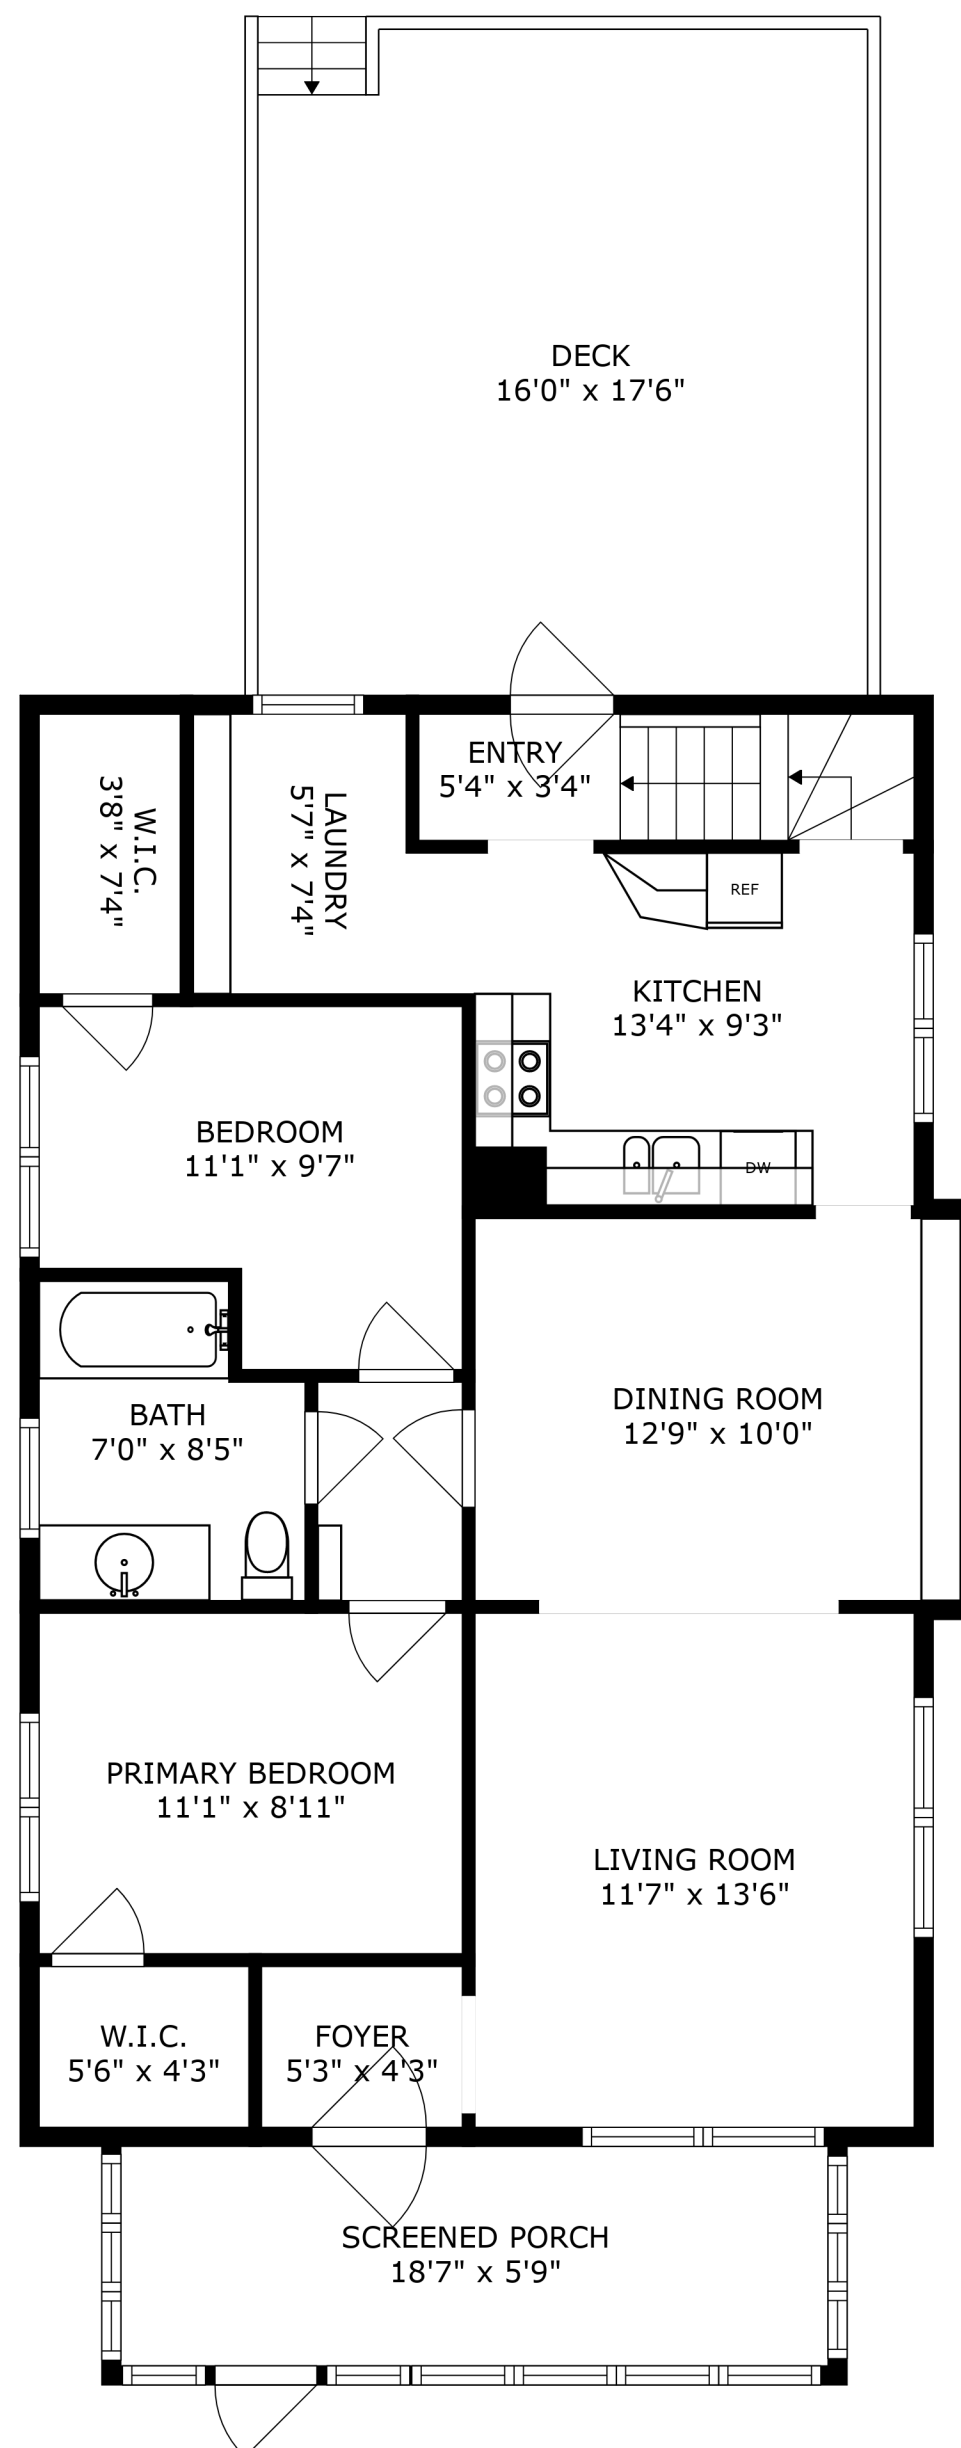 DECK
16'0" x 17'6"
ENTRY
5'4" x 3'4"
W.I.C.
3'8" x 7'4"
LAUNDRY
5'7" x 7'4"
REF
KITCHEN
13'4" x 9'3"
BEDROOM
11'1" x 9'7"
DW
DINING ROOM
12'9" x 10'0"
BATH
7'0" x 8'5"
PRIMARY BEDROOM
11'1" x 8'11"
LIVING ROOM
11'7" x 13'6"
W.I.C.
5'6" x 4'3"
FOYER
5'3" x 4'3"
SCREENED PORCH
18'7" x 5'9"